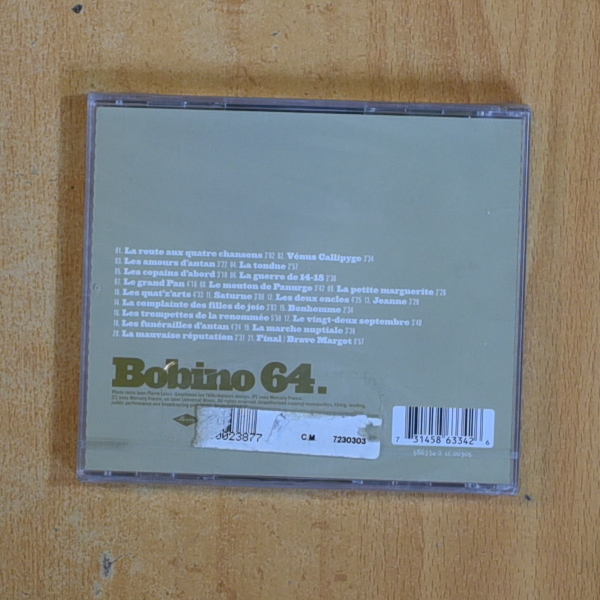 01. La route aux quatre chansons 02. Vénus Callipyge
03. Les amours d'antan 04. La tondue
05. Les copains d'abord 06. La guerre de 14-18
07. Le grand Pan 08. Le mouton de Panurge 09. La petite marguerite
10. Les quat'z'arts 11. Saturne 12. Les deux oncles 13. Jeanne
14. La complainte des filles de joie 15. Bonhomme
16. Les trompettes de la renommée 17. Le vingt-deux septembre
18. Les funérailles d'antan 19. La marche nuptiale
20. La mauvaise réputation 21. Final : Brave Margot
Bobino 64.
0023877 C.M. 7230303
7 31458 63342 6